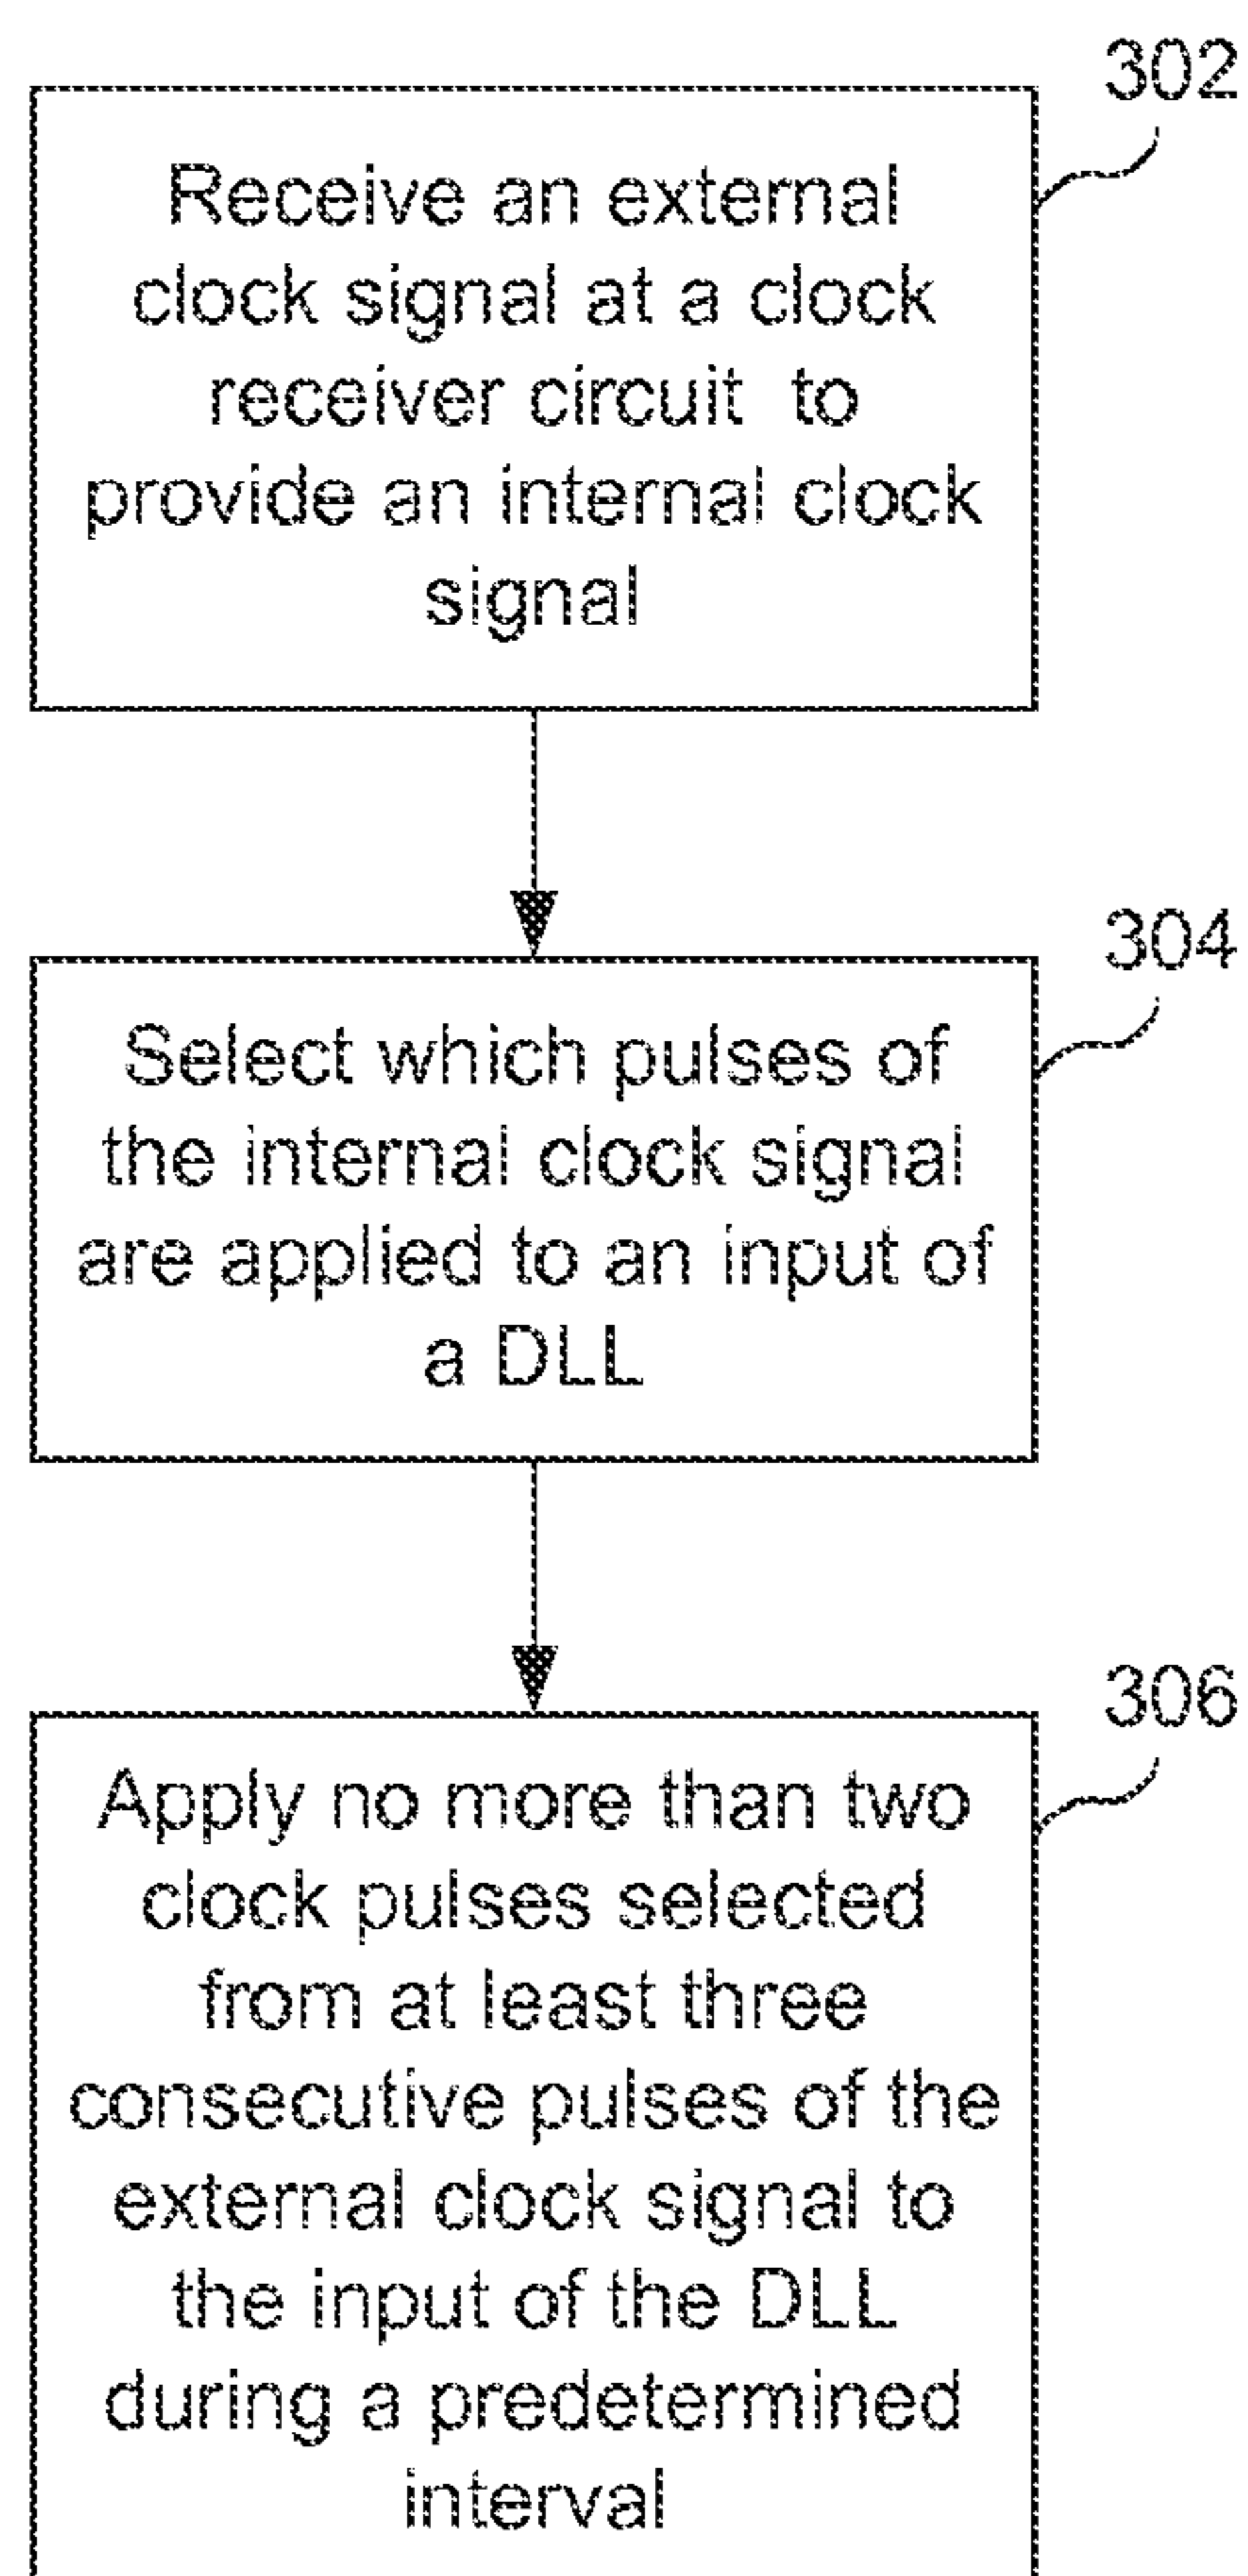 302
Receive an external
clock signal at a clock
receiver circuit to
provide an internal clock
signal
304
Select which pulses of
the internal clock signal
are applied to an input of
a DLL
306
Apply no more than two
clock pulses selected
from at least three
consecutive pulses of the
external clock signal to
the input of the DLL
during a predetermined
interval